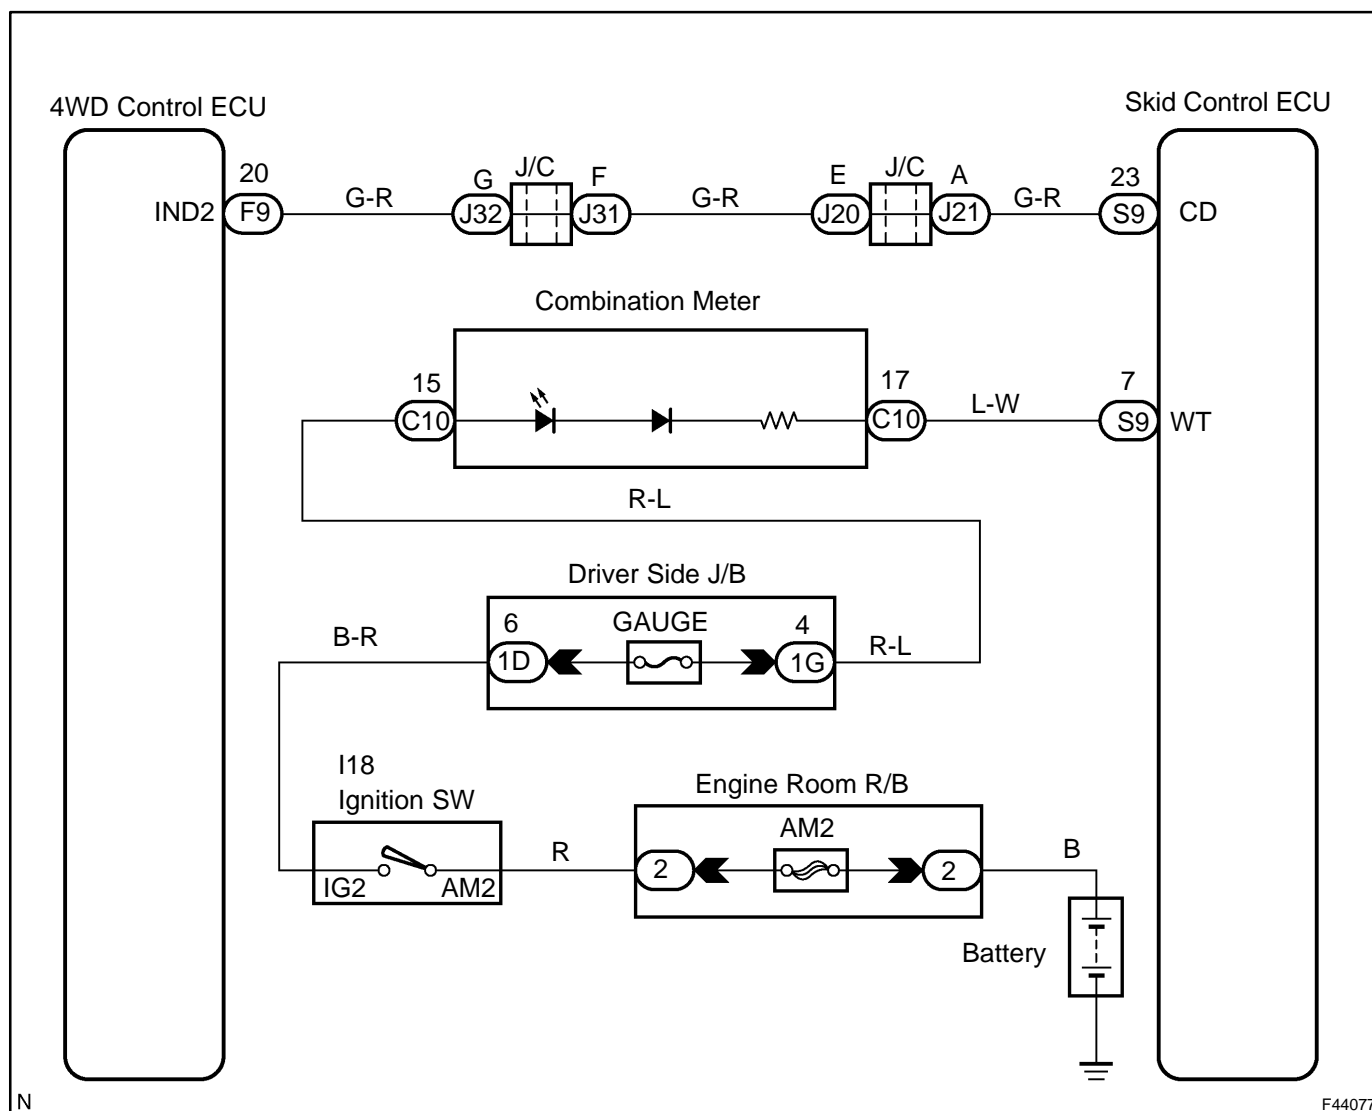 4WD Control ECU
Skid Control ECU
20
G
J/C
F
E
J/C
A
23
IND2
F9
G-R
J32
J31
G-R
J20
J21
G-R
S9
CD
Combination Meter
15
17
7
C10
C10
L-W
S9
WT
R-L
Driver Side J/B
6
GAUGE
4
B-R
1D
1G
R-L
I18
Ignition SW
Engine Room R/B
AM2
IG2
AM2
R
2
2
B
Battery
N
F44077